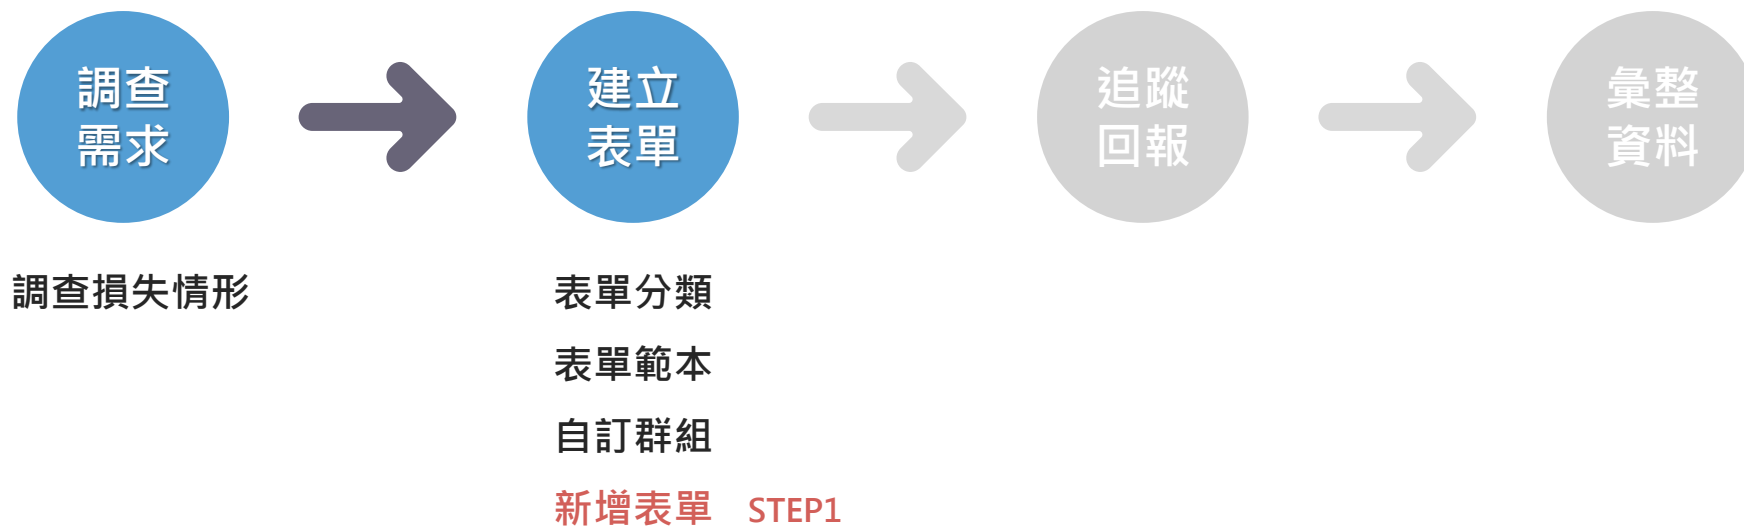 調查
需求
建立
表單
追蹤
回報
彙整
資料
調查損失情形
表單分類
表單範本
自訂群組
新增表單 STEP1